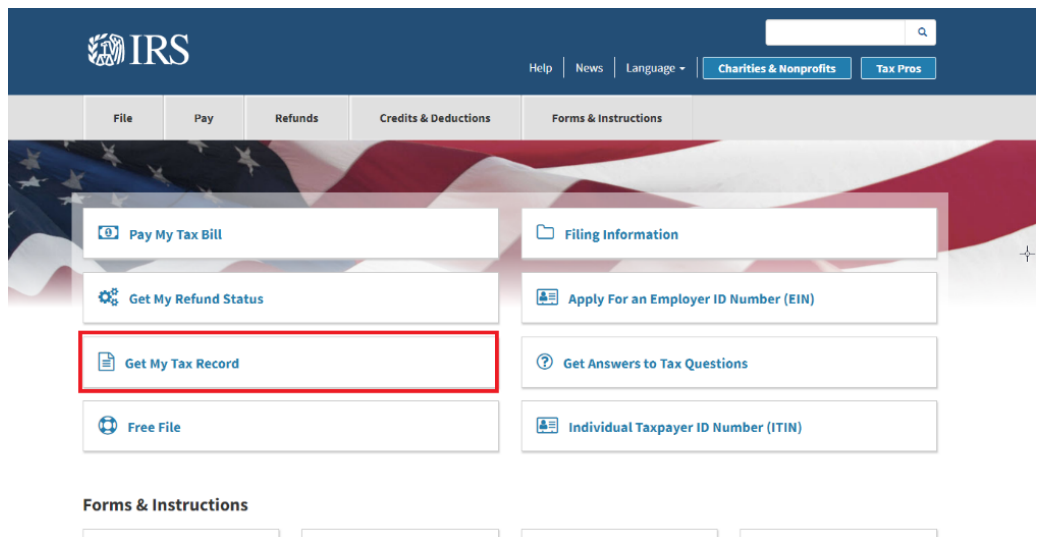 IRS
Help News Language Charities & Nonprofits Tax Pros
File Pay Refunds Credits & Deductions Forms & Instructions
Pay My Tax Bill
Filing Information
Get My Refund Status
Apply For an Employer ID Number (EIN)
Get My Tax Record
Get Answers to Tax Questions
Free File
Individual Taxpayer ID Number (ITIN)
Forms & Instructions